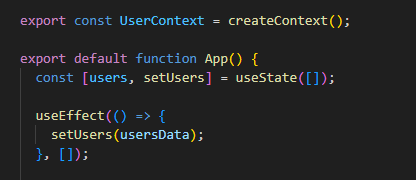 export const UserContext = createContext();

export default function App() {
  const [users, setUsers] = useState([]);

  useEffect(() => {
    setUsers(usersData);
  }, []);